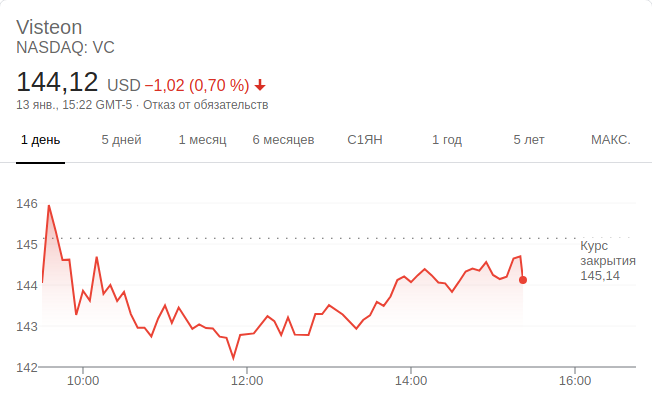 Visteon
NASDAQ: VC
144,12 USD −1,02 (0,70 %)
13 янв., 15:22 GMT-5 · Отказ от обязательств
1 день 5 дней 1 месяц 6 месяцев С1ЯН 1 год 5 лет МАКС.
146
145
Курс
закрытия
145,14
144
143
142
10:00 12:00 14:00 16:00